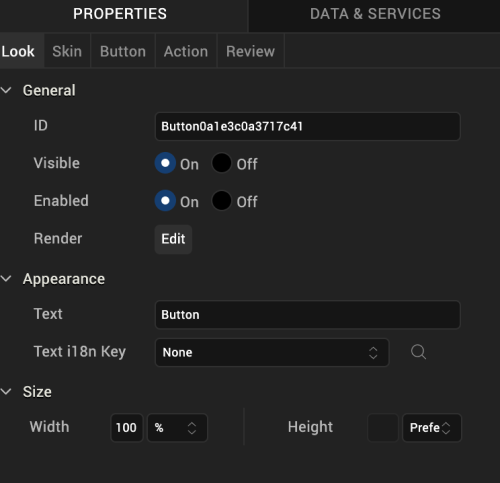 PROPERTIES DATA & SERVICES
Look Skin Button Action Review
General
ID Button0a1e3c0a3717c41
Visible On Off
Enabled On Off
Render Edit
Appearance
Text Button
Text i18n Key None
Size
Width 100 % Height Prefe